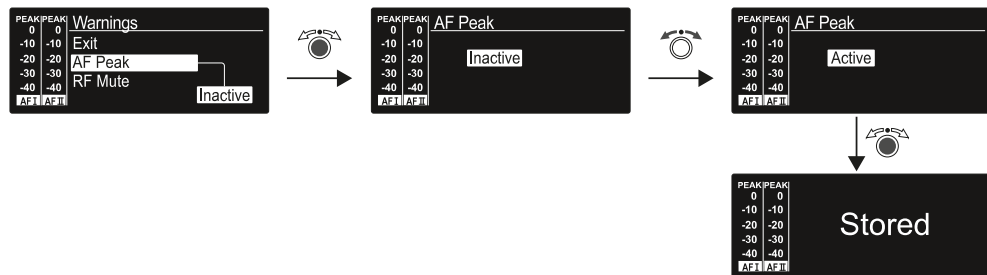 PEAK PEAK Warnings
0 0
-10 -10 Exit
-20 -20 AF Peak
-30 -30 RF Mute
-40 -40 Inactive
AF I AF II
PEAK PEAK AF Peak
0 0
-10 -10
-20 -20 Inactive
-30 -30
-40 -40
AF I AF II
PEAK PEAK AF Peak
0 0
-10 -10
-20 -20 Active
-30 -30
-40 -40
AF I AF II
PEAK PEAK
0 0
-10 -10
-20 -20 Stored
-30 -30
-40 -40
AF I AF II